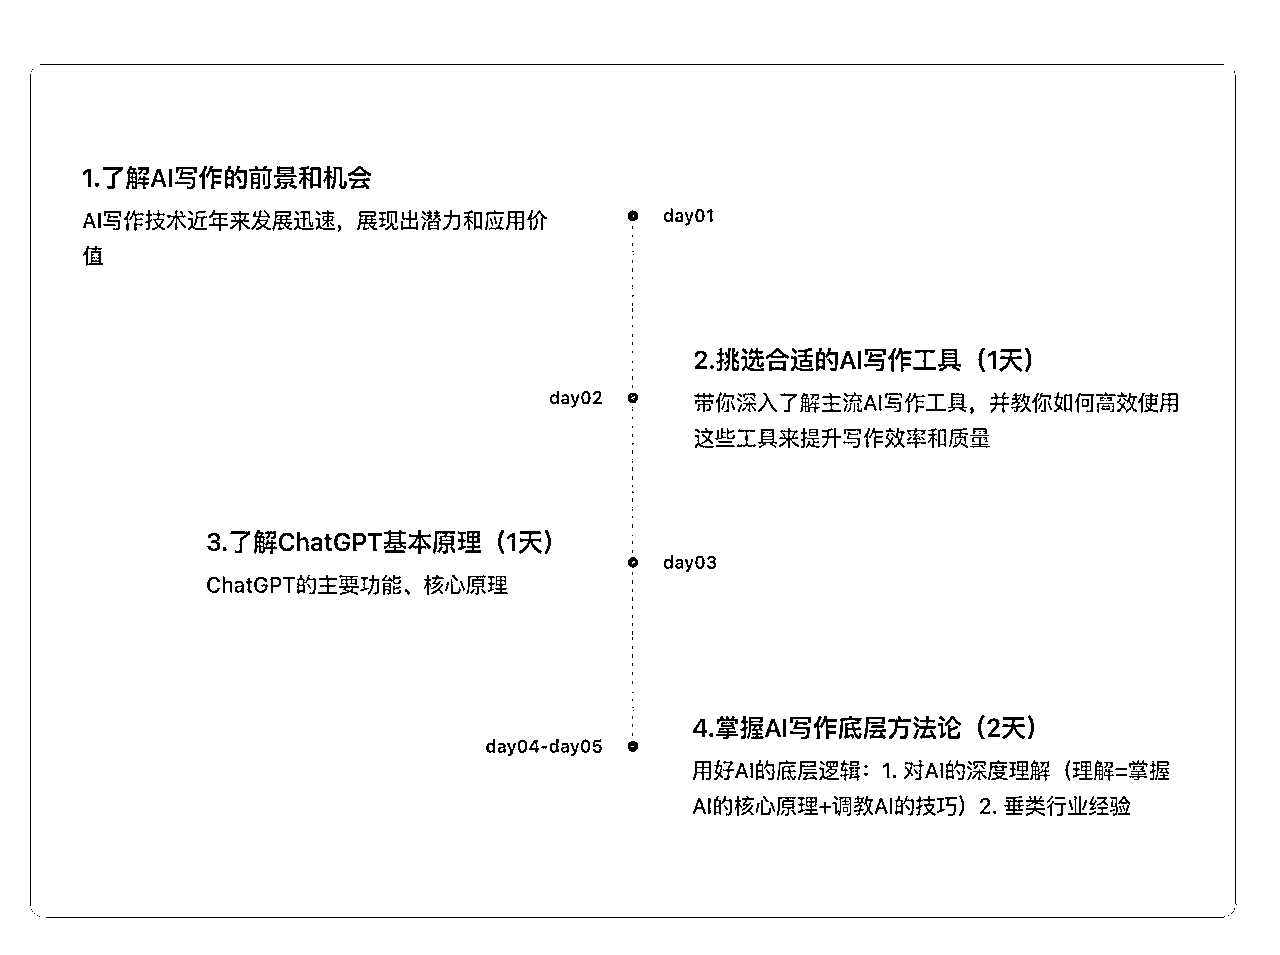 1.了解AI写作的前景和机会
AI写作技术近年来发展迅速，展现出潜力和应用价
值
day01
2.挑选合适的AI写作工具（1天）
带你深入了解主流AI写作工具，并教你如何高效使用
这些工具来提升写作效率和质量
day02
3.了解ChatGPT基本原理（1天）
ChatGPT的主要功能、核心原理
day03
4.掌握AI写作底层方法论（2天）
用好AI的底层逻辑：1. 对AI的深度理解（理解=掌握
AI的核心原理+调教AI的技巧）2. 垂类行业经验
day04-day05